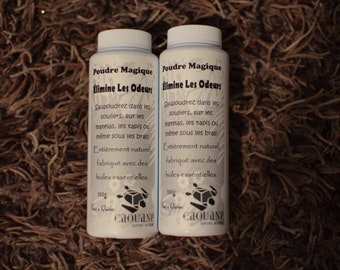 Poudre Magique
Élimine Les Odeurs
Saupoudrez dans les
souliers, sur les
matelas, les tapis ou
même sous les bras!
Entièrement naturel,
fabriqué avec des
huiles essentielles.
100g
CAOUANE
Poudre Magique
Élimine Les Odeurs
Saupoudrez dans les
souliers, sur les
matelas, les tapis ou
même sous les bras!
Entièrement naturel,
fabriqué avec des
huiles essentielles.
CAOUANE